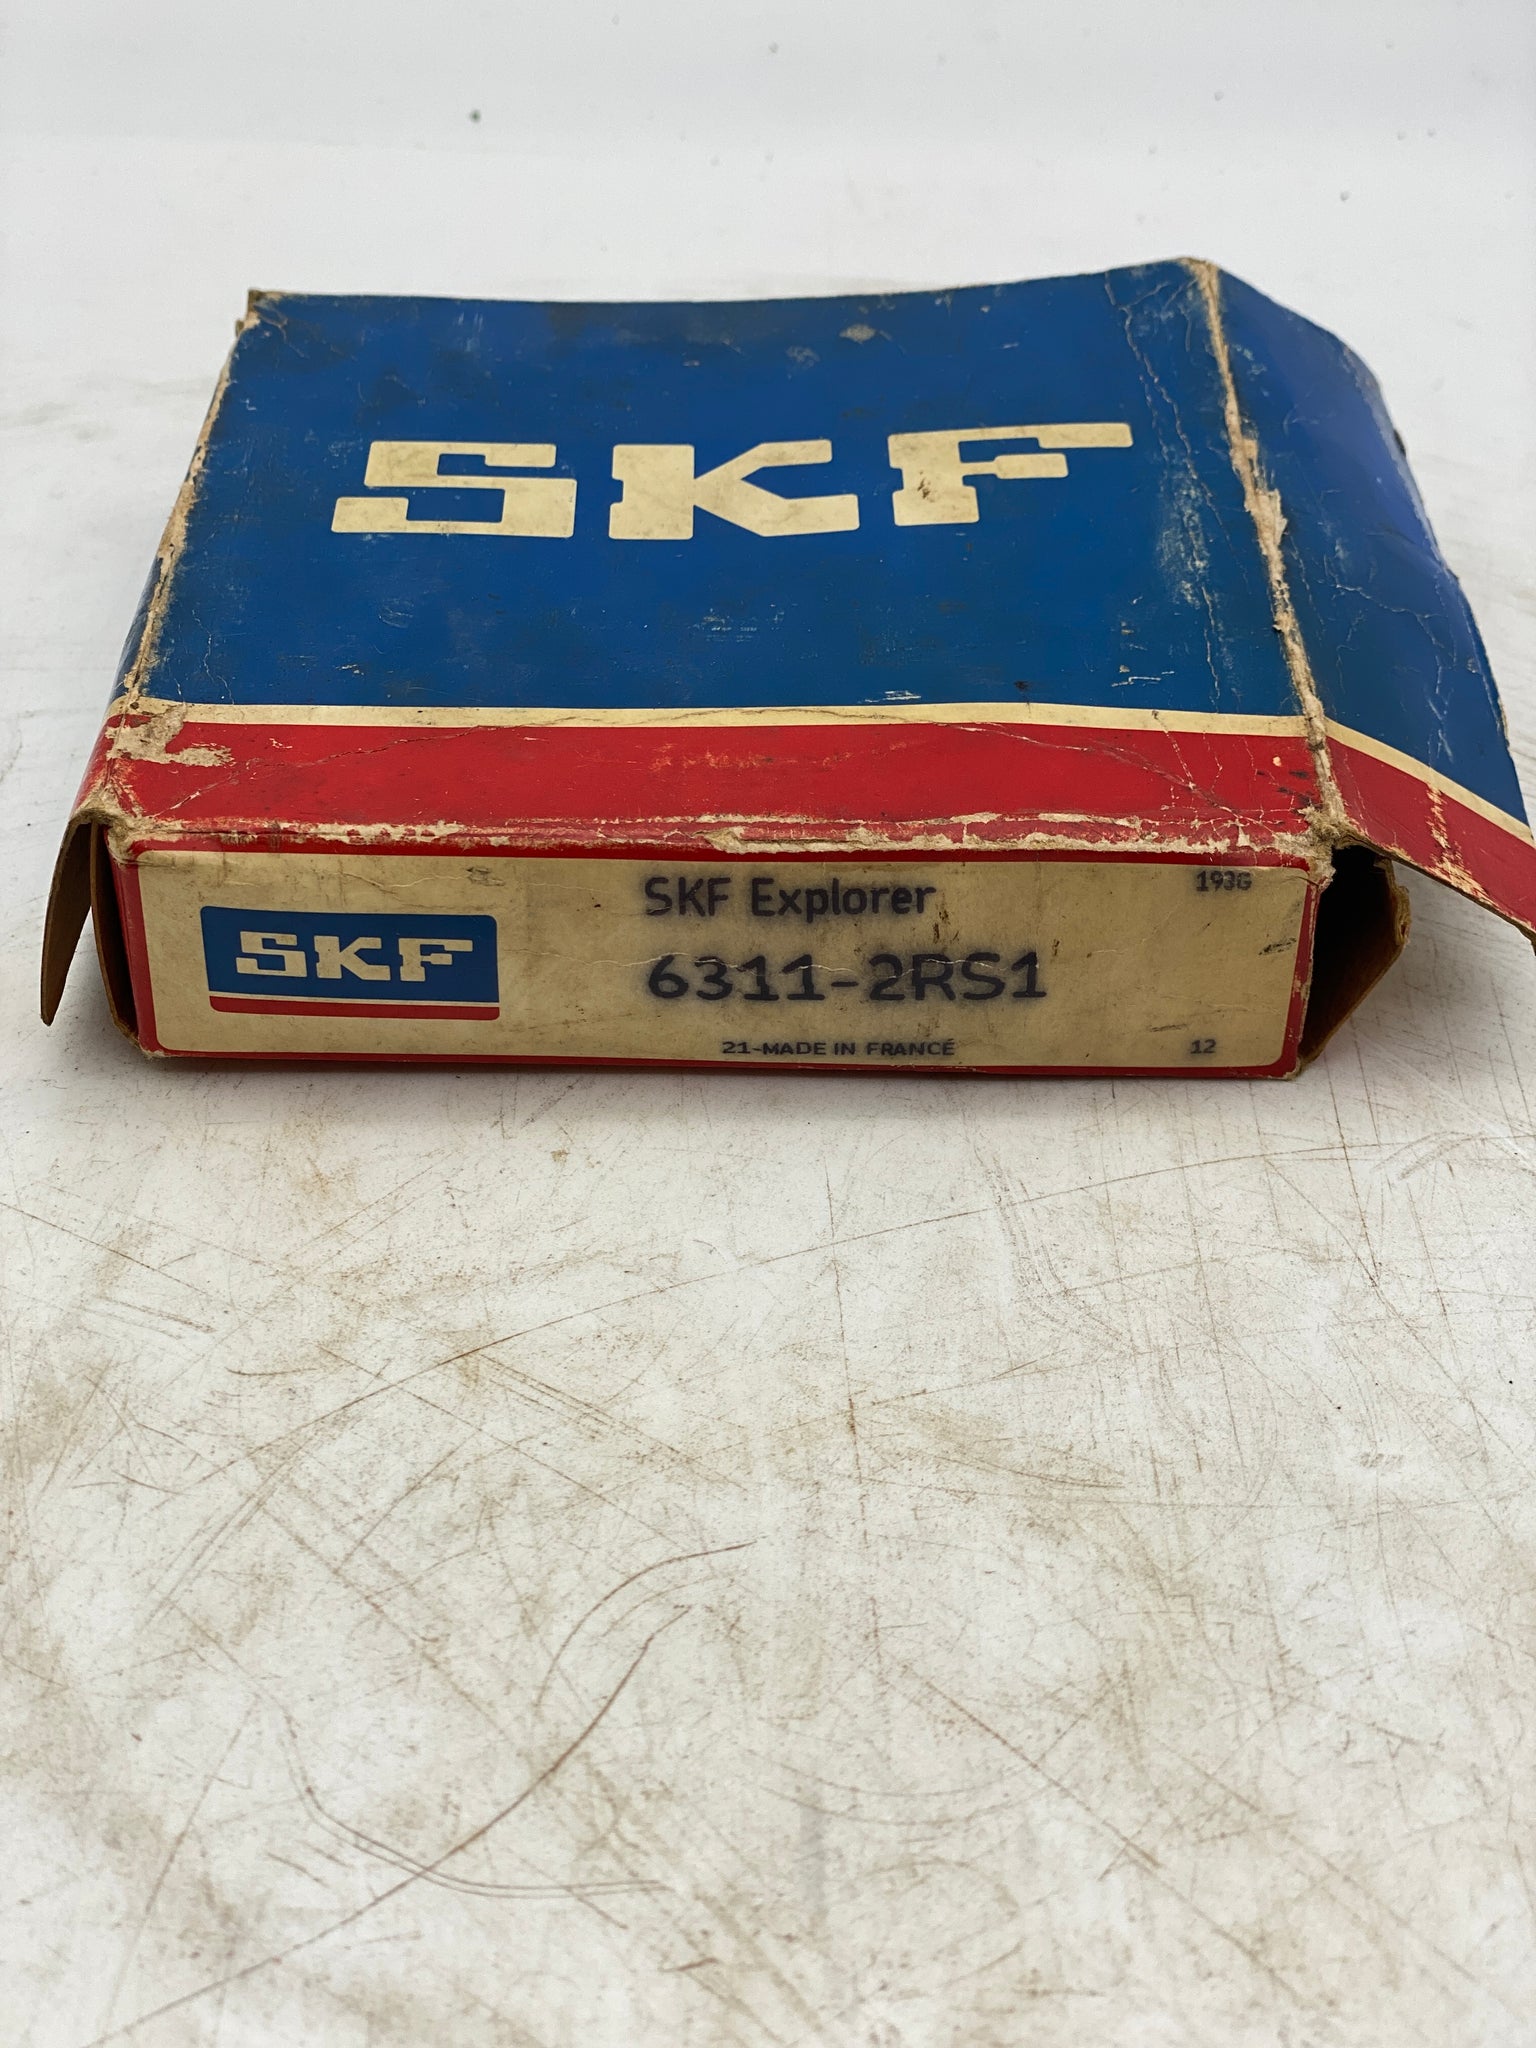 SKF
SKF Explorer
193G
SKF
6311-2RS1
21-MADE IN FRANCE
12